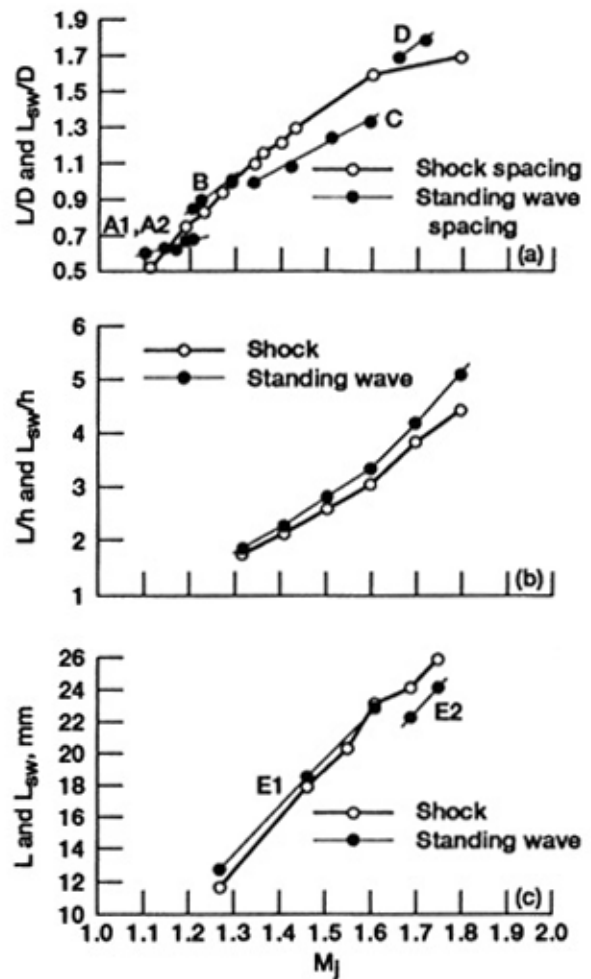 L/D and Lsw/D
1.9
1.7
1.5
1.3
1.1
0.9
0.7
0.5
D
C
B
A1, A2
Shock spacing
Standing wave
spacing
(a)
L/h and Lsw/h
6
5
4
3
2
1
Shock
Standing wave
(b)
L and Lsw, mm
26
24
22
20
18
16
14
12
10
E1
E2
Shock
Standing wave
(c)
1.0 1.1 1.2 1.3 1.4 1.5 1.6 1.7 1.8 1.9 2.0
MJ